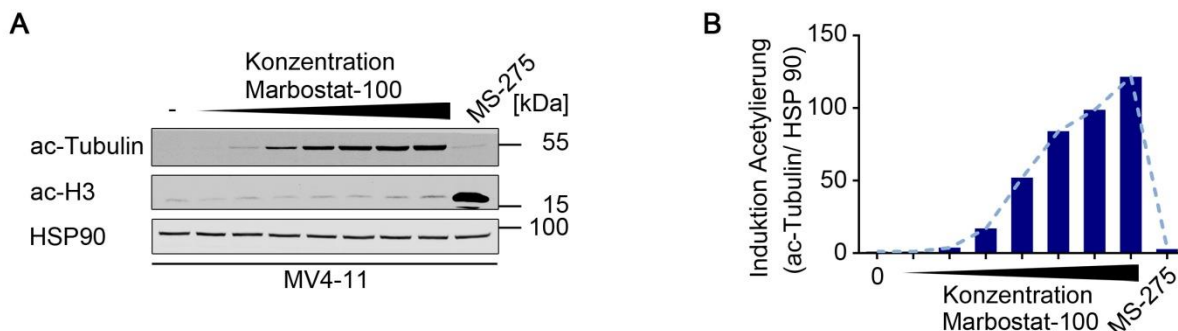 A
Konzentration
Marbostat-100
MS-275
-
[kDa]
ac-Tubulin
55
ac-H3
15
HSP90
100
MV4-11
B
Induktion Acetylierung
(ac-Tubulin/ HSP 90)
150
100
50
0
0
Konzentration
Marbostat-100
MS-275